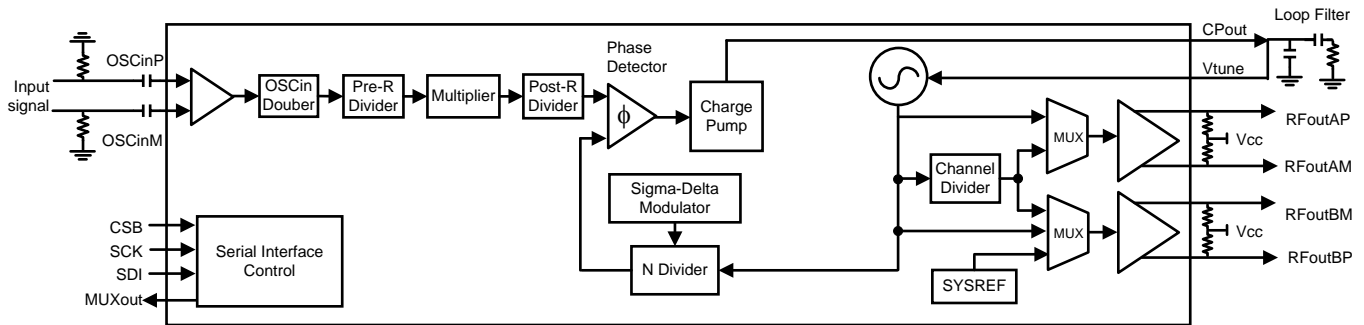 Loop Filter
CPout
Vtune
OSCinP
Input
signal
OSCinM
OSCin
Douber
Pre-R
Divider
Multiplier
Post-R
Divider
Phase
Detector
ϕ
Charge
Pump
MUX
RFoutAP
Vcc
RFoutAM
Channel
Divider
Sigma-Delta
Modulator
N Divider
MUX
SYSREF
RFoutBM
Vcc
RFoutBP
CSB
SCK
SDI
MUXout
Serial Interface
Control